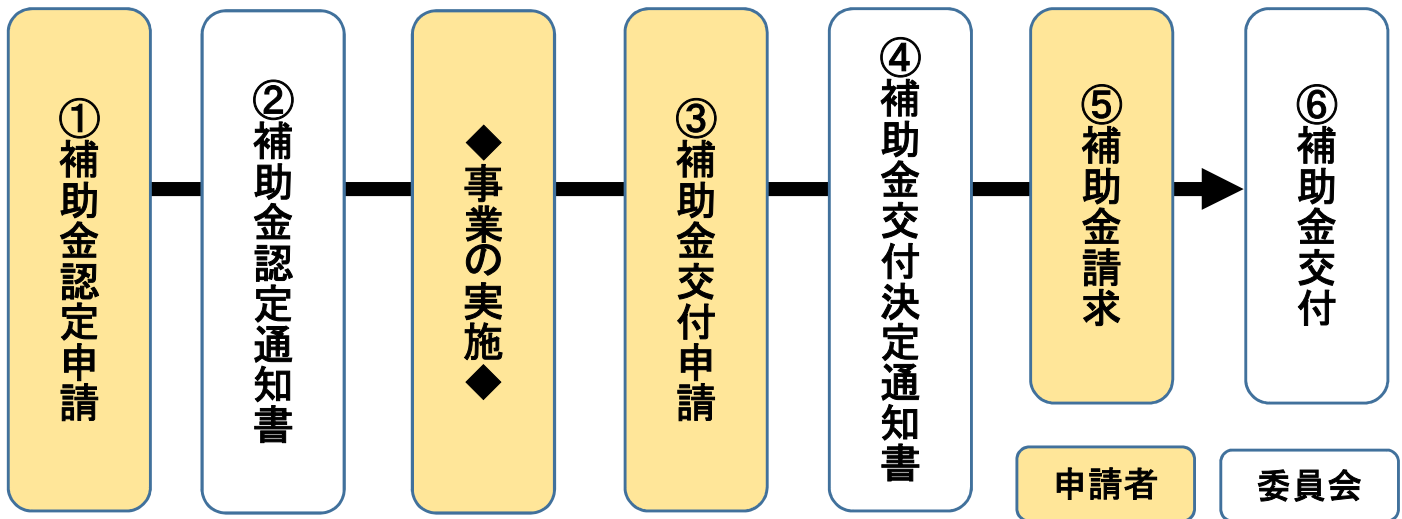 ①補助金認定申請
②補助金認定通知書
◆事業の実施◆
③補助金交付申請
④補助金交付決定通知書
⑤補助金請求
⑥補助金交付
申請者
委員会